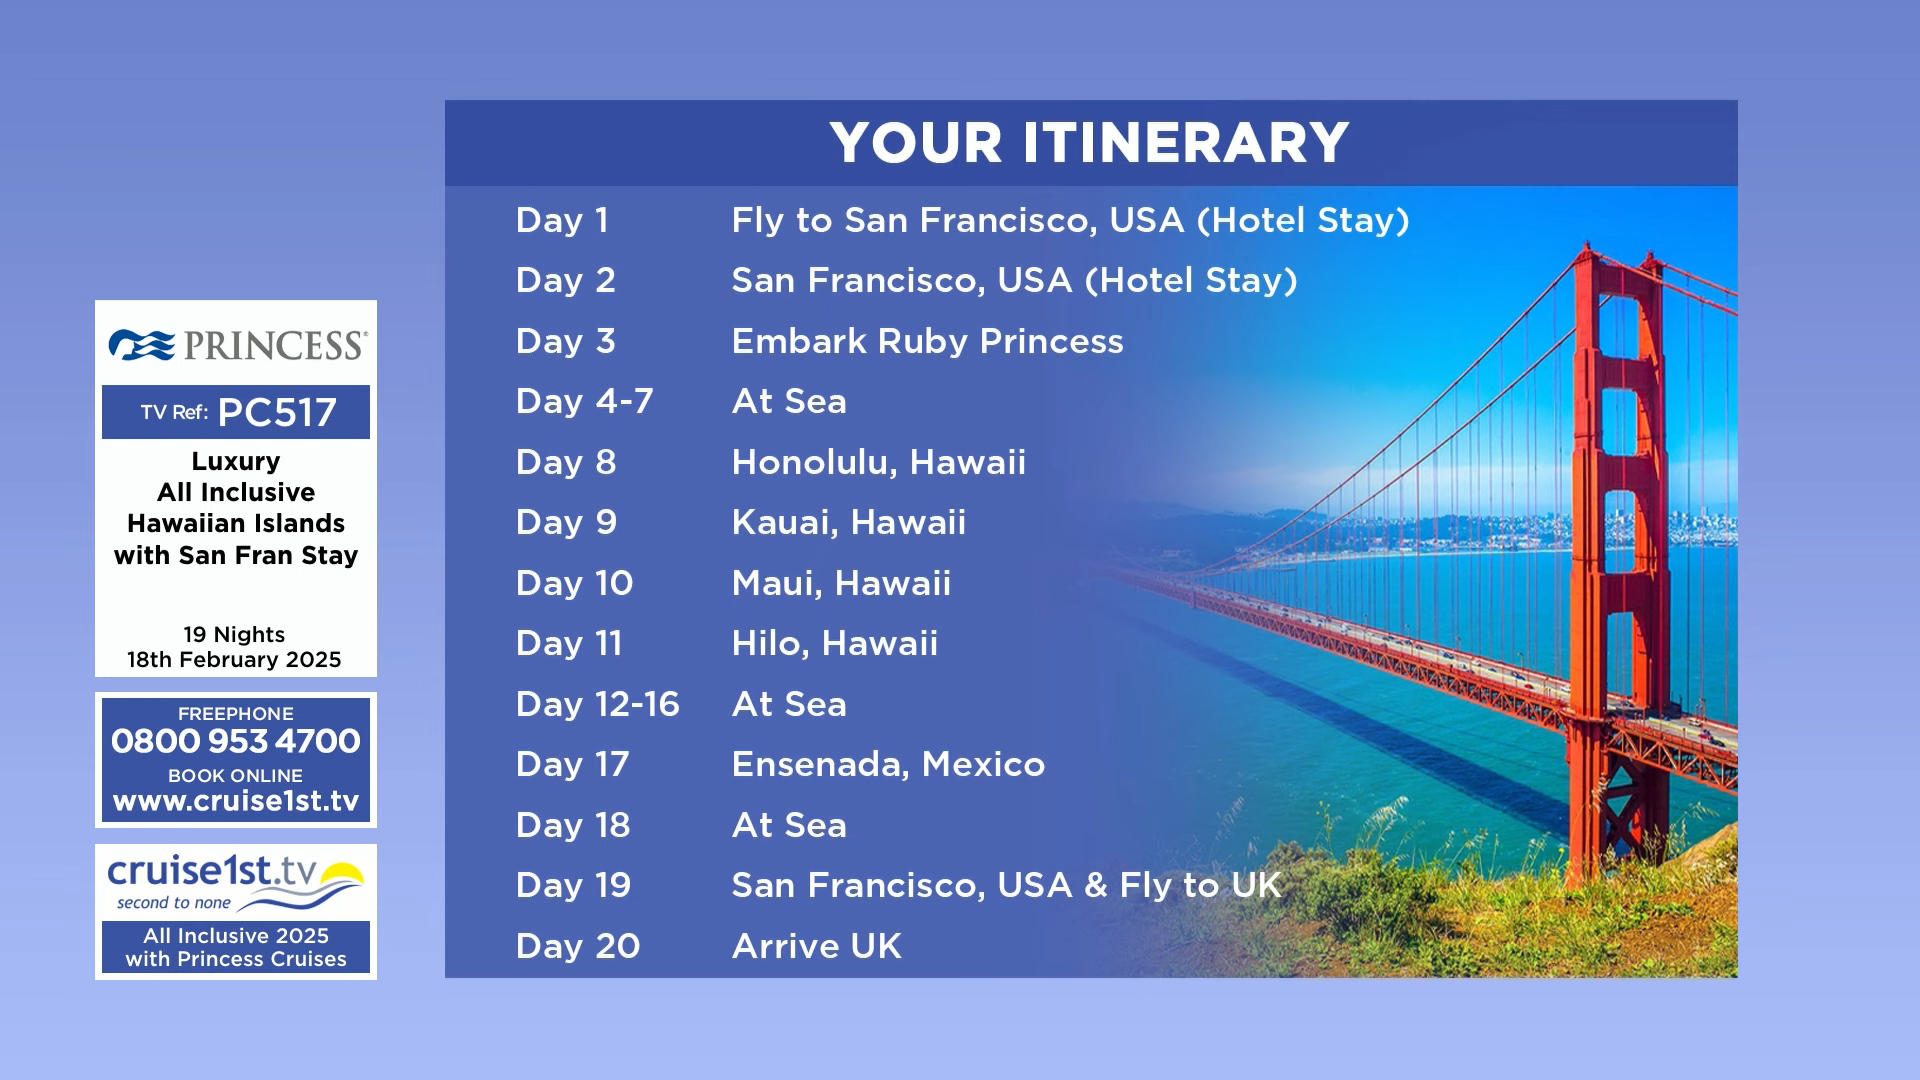 YOUR ITINERARY
Day 1 Fly to San Francisco, USA (Hotel Stay)
Day 2 San Francisco, USA (Hotel Stay)
Day 3 Embark Ruby Princess
Day 4-7 At Sea
Day 8 Honolulu, Hawaii
Day 9 Kauai, Hawaii
Day 10 Maui, Hawaii
Day 11 Hilo, Hawaii
Day 12-16 At Sea
Day 17 Ensenada, Mexico
Day 18 At Sea
Day 19 San Francisco, USA & Fly to UK
Day 20 Arrive UK
PRINCESS®
TV Ref: PC517
Luxury
All Inclusive
Hawaiian Islands
with San Fran Stay
19 Nights
18th February 2025
FREEPHONE
0800 953 4700
BOOK ONLINE
www.cruise1st.tv
cruise1st.tv
second to none
All Inclusive 2025
with Princess Cruises